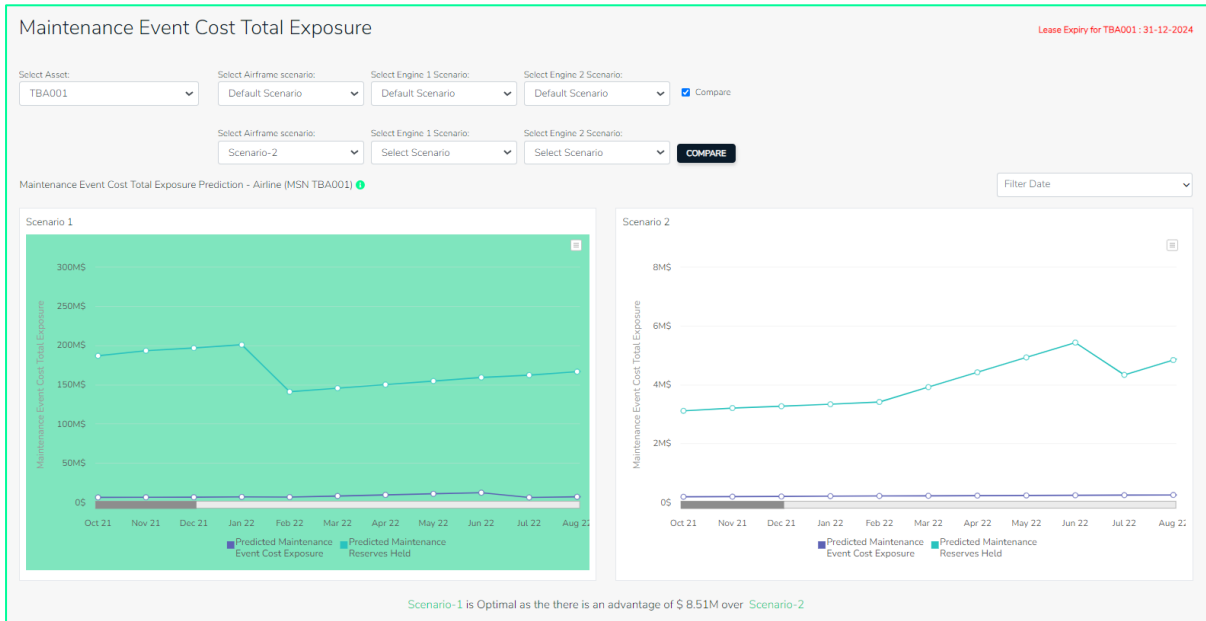 Maintenance Event Cost Total Exposure
Lease Expiry for TBA001 : 31-12-2024
Select Asset:
TBA001
Select Airframe scenario:
Default Scenario
Select Engine 1 Scenario:
Default Scenario
Select Engine 2 Scenario:
Default Scenario
Compare
Select Airframe scenario:
Scenario-2
Select Engine 1 Scenario:
Select Scenario
Select Engine 2 Scenario:
Select Scenario
COMPARE
Maintenance Event Cost Total Exposure Prediction - Airline (MSN TBA001)
Filter Date
Scenario 1
Maintenance Event Cost Total Exposure
300M$
250M$
200M$
150M$
100M$
50M$
0$
Oct 21 Nov 21 Dec 21 Jan 22 Feb 22 Mar 22 Apr 22 May 22 Jun 22 Jul 22 Aug 22
Predicted Maintenance
Event Cost Exposure
Predicted Maintenance
Reserves Held
Scenario 2
Maintenance Event Cost Total Exposure
8M$
6M$
4M$
2M$
0$
Oct 21 Nov 21 Dec 21 Jan 22 Feb 22 Mar 22 Apr 22 May 22 Jun 22 Jul 22 Aug 22
Predicted Maintenance
Event Cost Exposure
Predicted Maintenance
Reserves Held
Scenario-1 is Optimal as the there is an advantage of $ 8.51M over Scenario-2